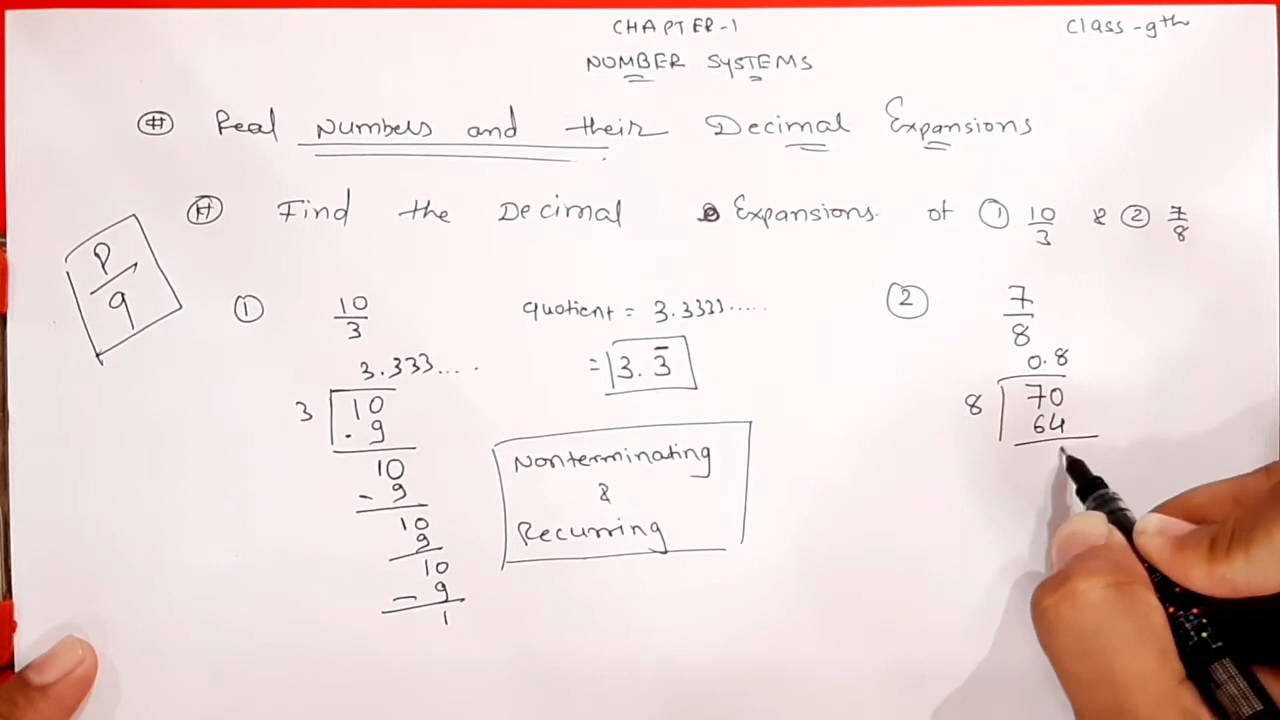 CHAPTER-1
Class-9th
NUMBER SYSTEMS
# Real Numbers and their Decimal Expansions
# Find the Decimal Expansions of ① 10/3 & ② 7/8
P/q
① 10/3
3.333....
3 10
9
10
- 9
10
9
10
- 9
1
quotient = 3.3333.....
= 3.3̄
Nonterminating
&
Recurring
② 7/8
0.8
8 70
64